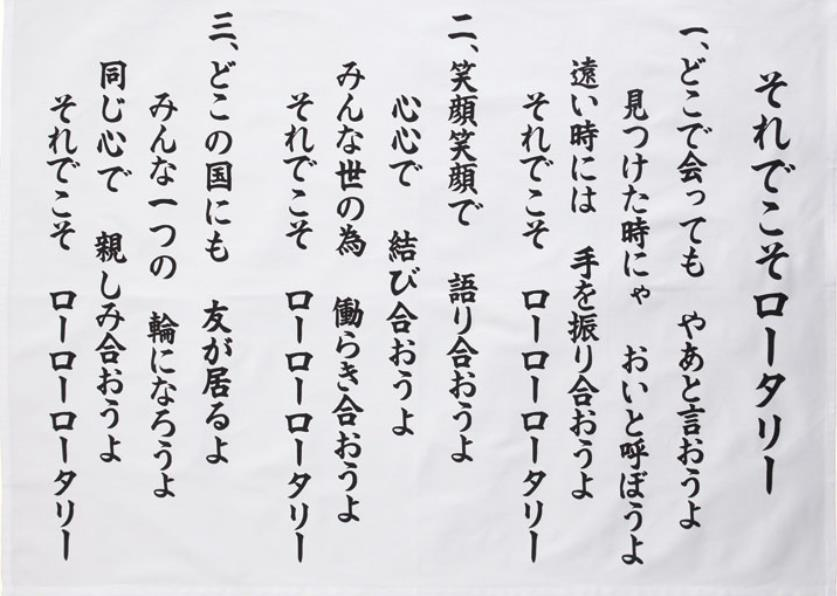 それでこそロータリー
一、どこで会っても　やあと言おうよ
見つけた時にゃ　おいと呼ぼうよ
遠い時には　手を振り合おうよ
それでこそ　ローローロータリー
二、笑顔笑顔で　語り合おうよ
心心で　結び合おうよ
みんな世の為　働らき合おうよ
それでこそ　ローローロータリー
三、どこの国にも　友が居るよ
みんな一つの　輪になろうよ
同じ心で　親しみ合おうよ
それでこそ　ローローロータリー